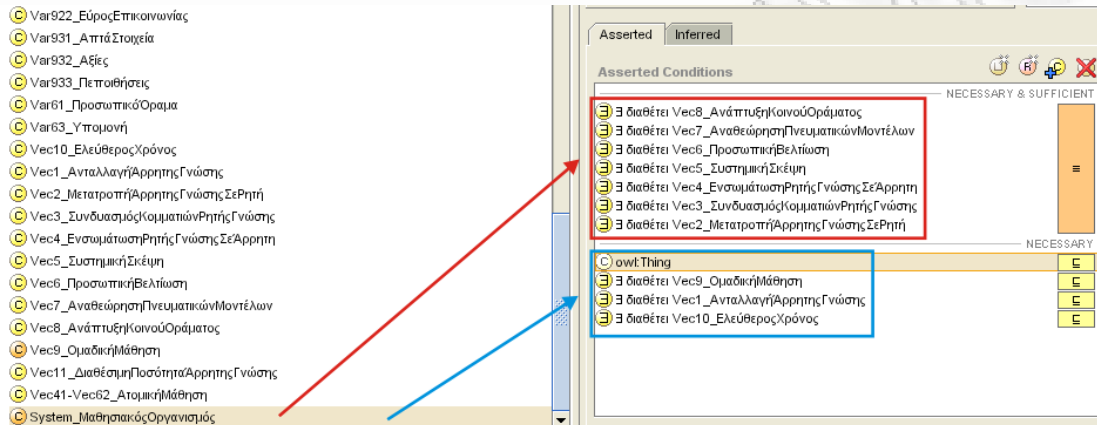 Var922_ΕύροςΕπικοινωνίας
Var931_ΑπτάΣτοιχεία
Var932_Αξίες
Var933_Πεποιθήσεις
Var61_ΠροσωπικόΌραμα
Var63_Υπομονή
Vec10_ΕλεύθεροςΧρόνος
Vec1_ΑνταλλαγήΆρρητηςΓνώσης
Vec2_ΜετατροπήΆρρητηςΓνώσηςΣεΡητή
Vec3_ΣυνδυασμόςΚομματιώνΡητήςΓνώσης
Vec4_ΕνσωμάτωσηΡητήςΓνώσηςΣεΆρρητη
Vec5_ΣυστημικήΣκέψη
Vec6_ΠροσωπικήΒελτίωση
Vec7_ΑναθεώρησηΠνευματικώνΜοντέλων
Vec8_ΑνάπτυξηΚοινούΟράματος
Vec9_ΟμαδικήΜάθηση
Vec11_ΔιαθέσιμηΠοσότηταΆρρητηςΓνώσης
Vec41-Vec62_ΑτομικήΜάθηση
System_ΜαθησιακόςΟργανισμός
Asserted Inferred
Asserted Conditions
NECESSARY & SUFFICIENT
∃ διαθέτει Vec8_ΑνάπτυξηΚοινούΟράματος
∃ διαθέτει Vec7_ΑναθεώρησηΠνευματικώνΜοντέλων
∃ διαθέτει Vec6_ΠροσωπικήΒελτίωση
∃ διαθέτει Vec5_ΣυστημικήΣκέψη
∃ διαθέτει Vec4_ΕνσωμάτωσηΡητήςΓνώσηςΣεΆρρητη
∃ διαθέτει Vec3_ΣυνδυασμόςΚομματιώνΡητήςΓνώσης
∃ διαθέτει Vec2_ΜετατροπήΆρρητηςΓνώσηςΣεΡητή
NECESSARY
owl:Thing
∃ διαθέτει Vec9_ΟμαδικήΜάθηση
∃ διαθέτει Vec1_ΑνταλλαγήΆρρητηςΓνώσης
∃ διαθέτει Vec10_ΕλεύθεροςΧρόνος